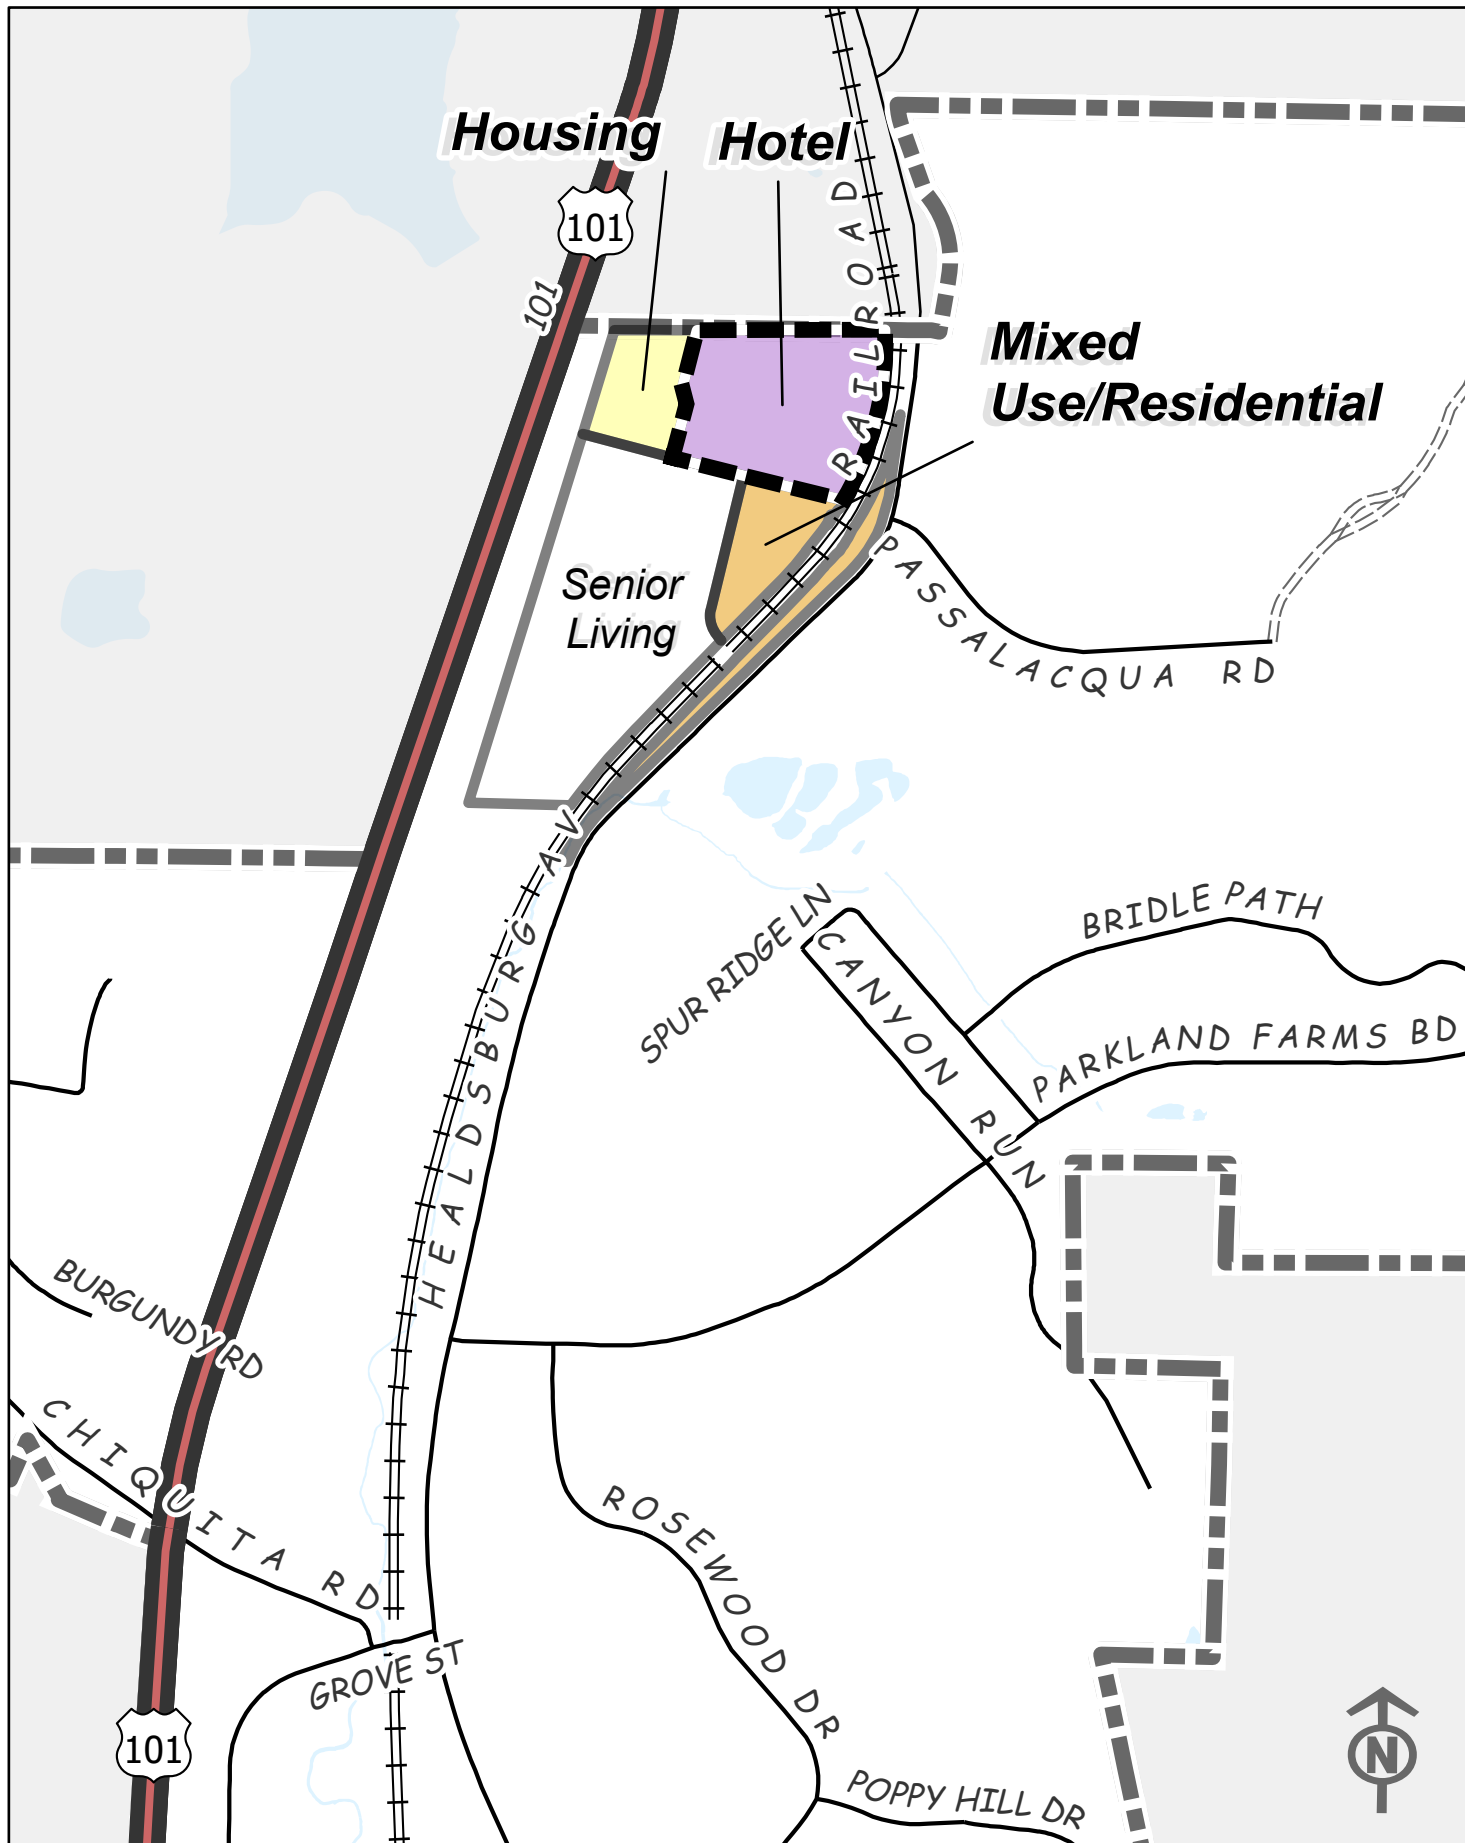 Housing
Hotel
101
101
RAILROAD
Mixed
Use/Residential
Senior
Living
PASSALACQUA RD
HEALDSBURG AV
SPUR RIDGE LN
CANYON RUN
BRIDLE PATH
PARKLAND FARMS BD
BURGUNDY RD
CHIQUITA RD
GROVE ST
ROSEWOOD DR
POPPY HILL DR
101
N